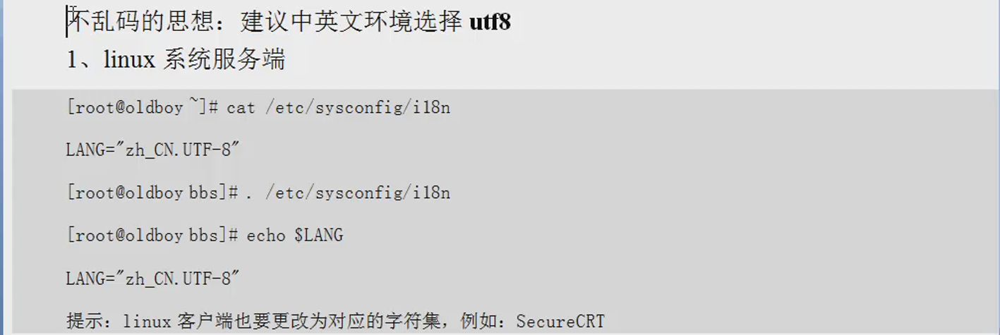 不乱码的思想：建议中英文环境选择 utf8
1、linux 系统服务端
[root@oldboy ~]# cat /etc/sysconfig/i18n
LANG="zh_CN.UTF-8"
[root@oldboy bbs]# . /etc/sysconfig/i18n
[root@oldboy bbs]# echo $LANG
LANG="zh_CN.UTF-8"
提示：linux 客户端也要更改为对应的字符集，例如：SecureCRT